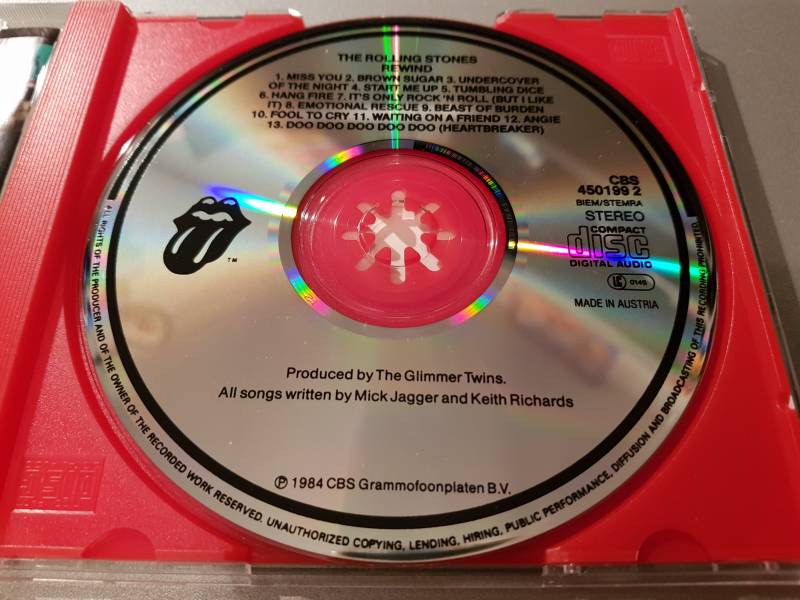 THE ROLLING STONES
REWIND
1. MISS YOU 2. BROWN SUGAR 3. UNDERCOVER
OF THE NIGHT 4. START ME UP 5. TUMBLING DICE
6. HANG FIRE 7. IT'S ONLY ROCK 'N ROLL (BUT I LIKE
IT) 8. EMOTIONAL RESCUE 9. BEAST OF BURDEN
10. FOOL TO CRY 11. WAITING ON A FRIEND 12. ANGIE
13. DOO DOO DOO DOO DOO (HEARTBREAKER)
CBS
450199 2
BIEM/STEMRA
STEREO
COMPACT
disc
DIGITAL AUDIO
LC 0149
MADE IN AUSTRIA
TM
Produced by The Glimmer Twins.
All songs written by Mick Jagger and Keith Richards
℗ 1984 CBS Grammofoonplaten B.V.
ALL RIGHTS OF THE PRODUCER AND OF THE OWNER OF THE RECORDED WORK RESERVED. UNAUTHORIZED COPYING, LENDING, HIRING, PUBLIC PERFORMANCE, DIFFUSION AND BROADCASTING OF THIS RECORDING PROHIBITED.